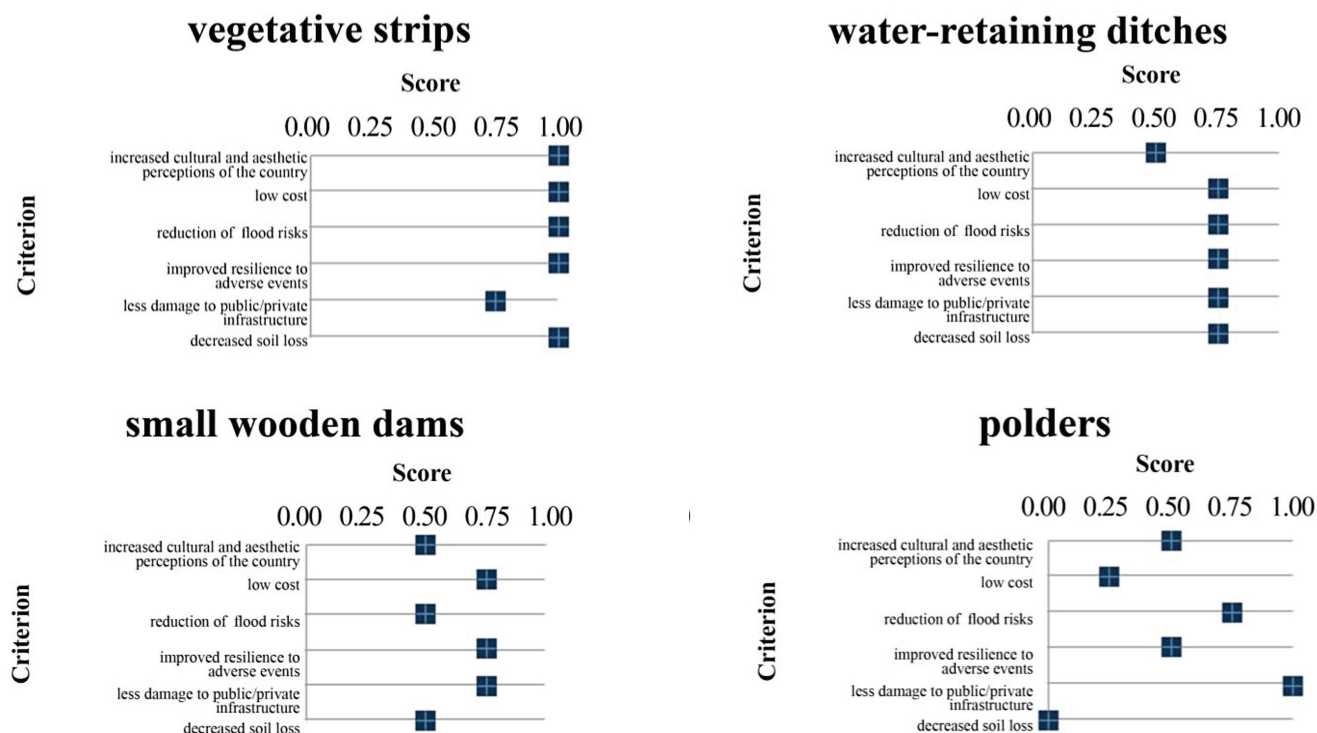 vegetative strips
Score
0.00 0.25 0.50 0.75 1.00
Criterion
increased cultural and aesthetic
perceptions of the country
low cost
reduction of flood risks
improved resilience to
adverse events
less damage to public/private
infrastructure
decreased soil loss
water-retaining ditches
Score
0.00 0.25 0.50 0.75 1.00
Criterion
increased cultural and aesthetic
perceptions of the country
low cost
reduction of flood risks
improved resilience to
adverse events
less damage to public/private
infrastructure
decreased soil loss
small wooden dams
Score
0.00 0.25 0.50 0.75 1.00
Criterion
increased cultural and aesthetic
perceptions of the country
low cost
reduction of flood risks
improved resilience to
adverse events
less damage to public/private
infrastructure
decreased soil loss
polders
Score
0.00 0.25 0.50 0.75 1.00
Criterion
increased cultural and aesthetic
perceptions of the country
low cost
reduction of flood risks
improved resilience to
adverse events
less damage to public/private
infrastructure
decreased soil loss